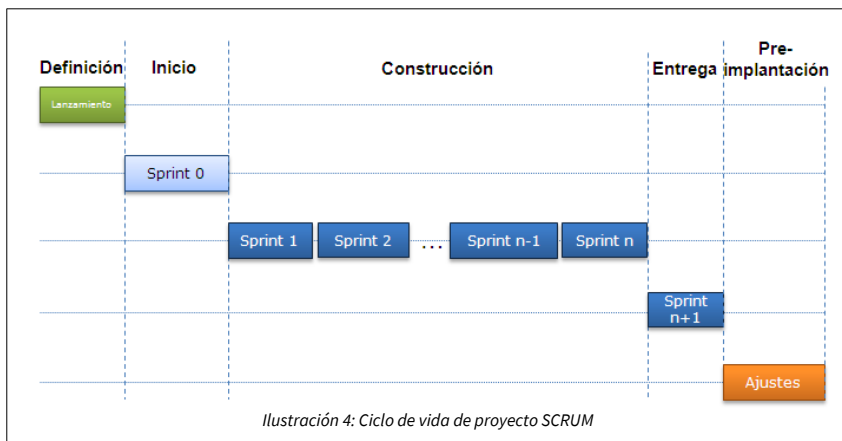 Pre-
Definición Inicio Construcción Entrega implantación
Lanzamiento
Sprint 0
Sprint 1 Sprint 2 ... Sprint n-1 Sprint n
Sprint
n+1
Ajustes
Ilustración 4: Ciclo de vida de proyecto SCRUM